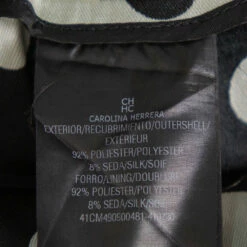 CH
HC
CAROLINA HERRERA
EXTERIOR/RECUBRIMIENTO/OUTERSHELL/
EXTÉRIEUR
92% POLIESTER/POLYESTER
8% SEDA/SILK/SOIE
FORRO/LINING/DOUBLURE
92% POLIESTER/POLYESTER
8% SEDA/SILK/SOIE